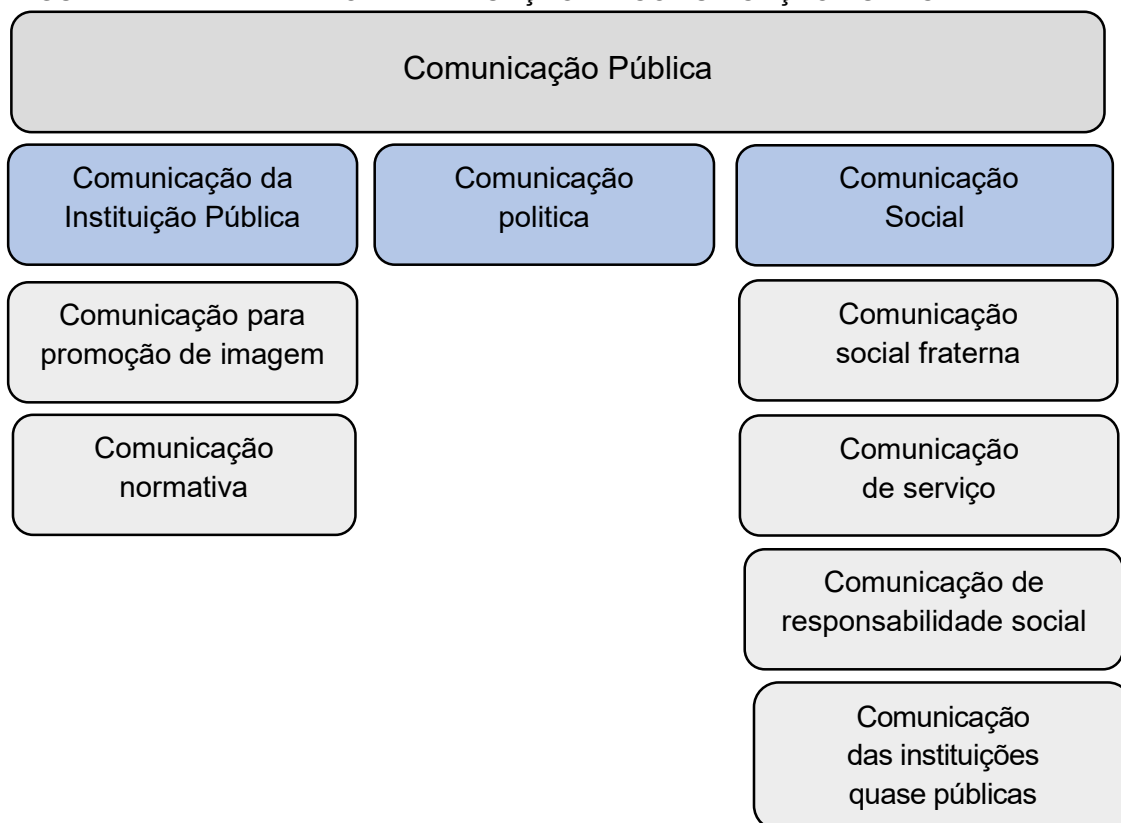 Comunicação Pública
Comunicação da
Instituição Pública
Comunicação
politica
Comunicação
Social
Comunicação para
promoção de imagem
Comunicação
social fraterna
Comunicação
normativa
Comunicação
de serviço
Comunicação de
responsabilidade social
Comunicação
das instituições
quase públicas